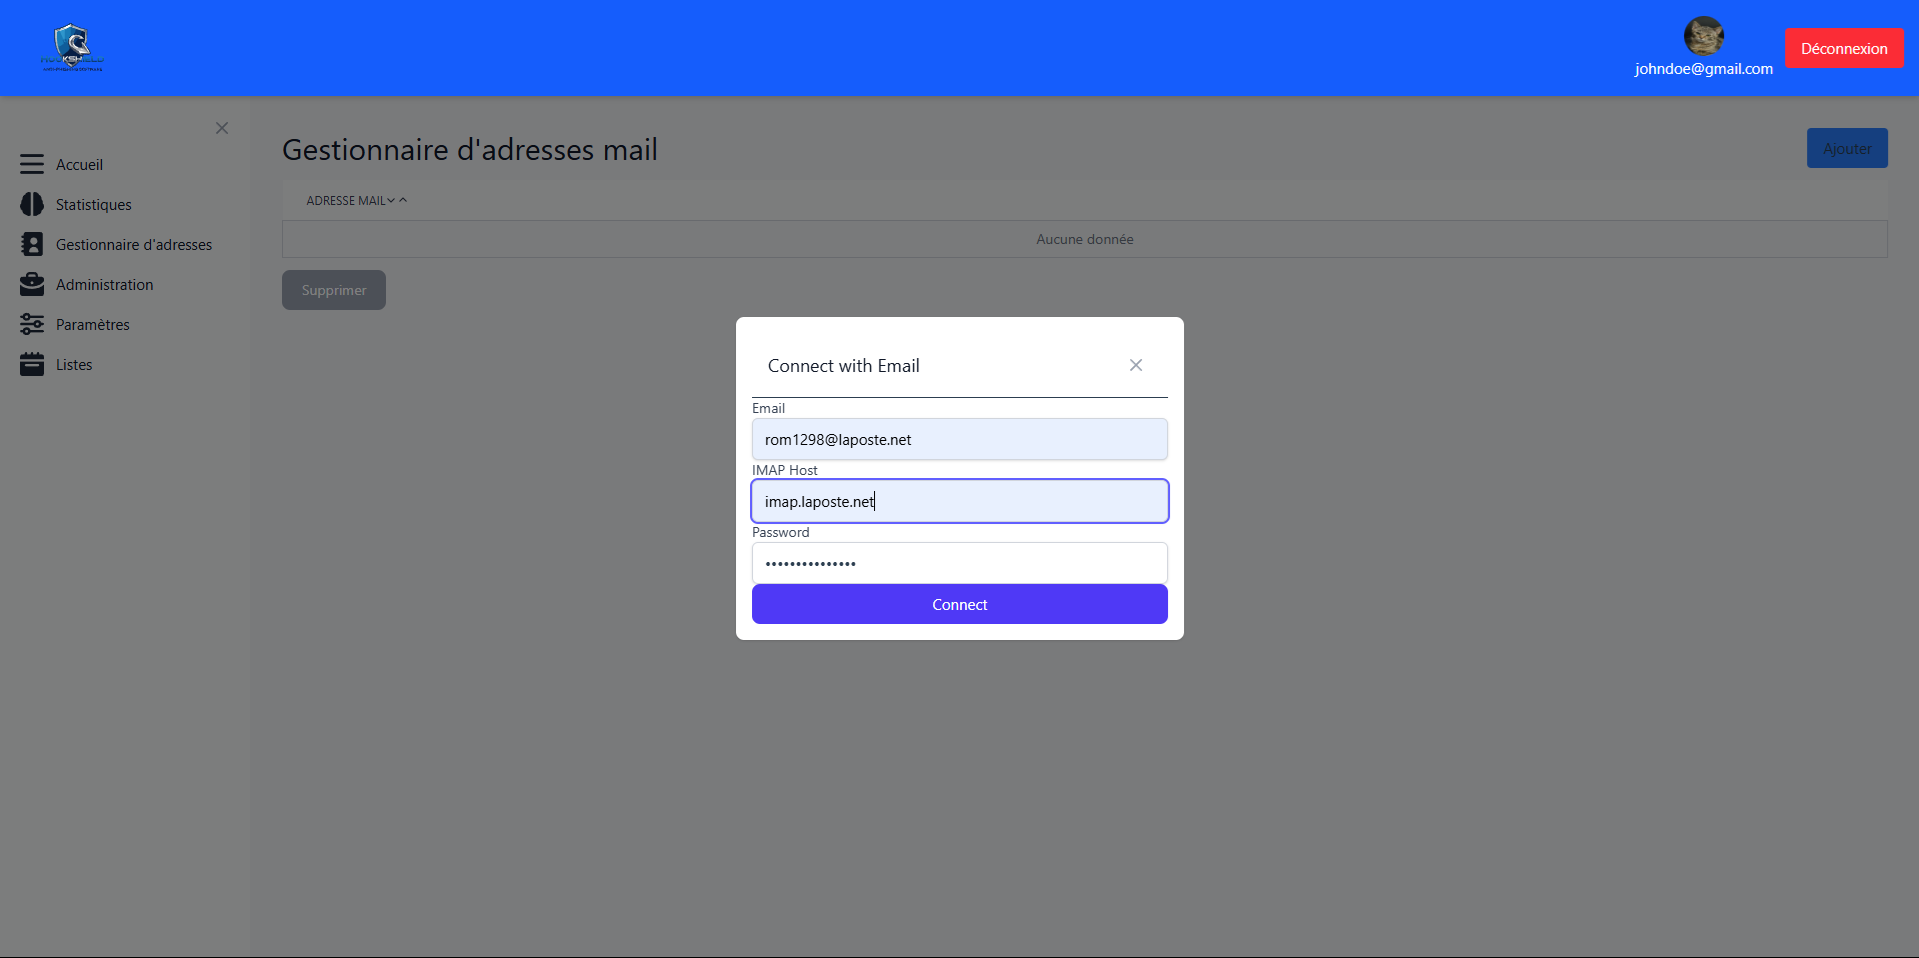 KSH
johndoe@gmail.com
Déconnexion
Accueil
Statistiques
Gestionnaire d'adresses
Administration
Paramètres
Listes
Gestionnaire d'adresses mail
Ajouter
ADRESSE MAIL
Aucune donnée
Supprimer
Connect with Email
Email
rom1298@laposte.net
IMAP Host
imap.laposte.net
Password
•••••••••••••••
Connect